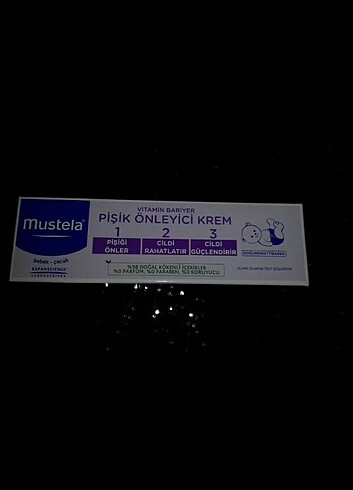 VİTAMİN BARİYER
PİŞİK ÖNLEYİCİ KREM
mustela
1 2 3
PİŞİĞİ CİLDİ CİLDİ
ÖNLER RAHATLATIR GÜÇLENDİRİR
DOĞUMDAN İTİBAREN
bebek - çocuk
EXPANSCIENCE
LABORATOIRES
%98 DOĞAL KÖKENLİ İÇERİKLER
%0 PARFÜM, %0 PARABEN, %0 KORUYUCU